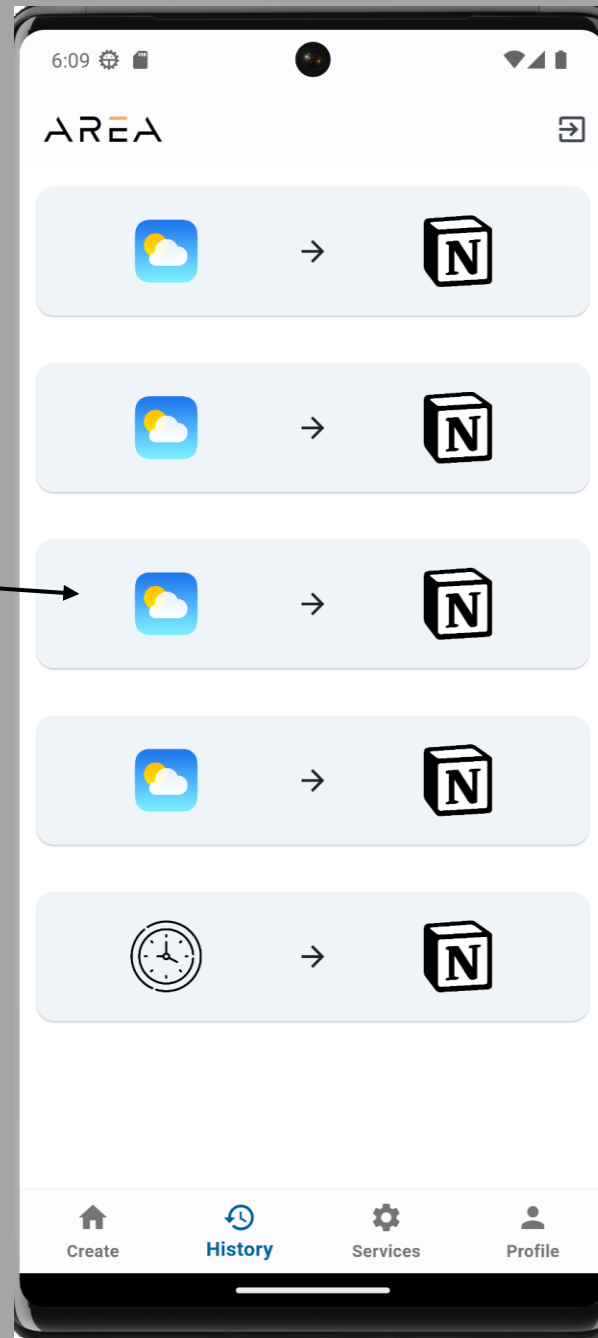 6:09
AREA
N
N
N
N
N
Create
History
Services
Profile